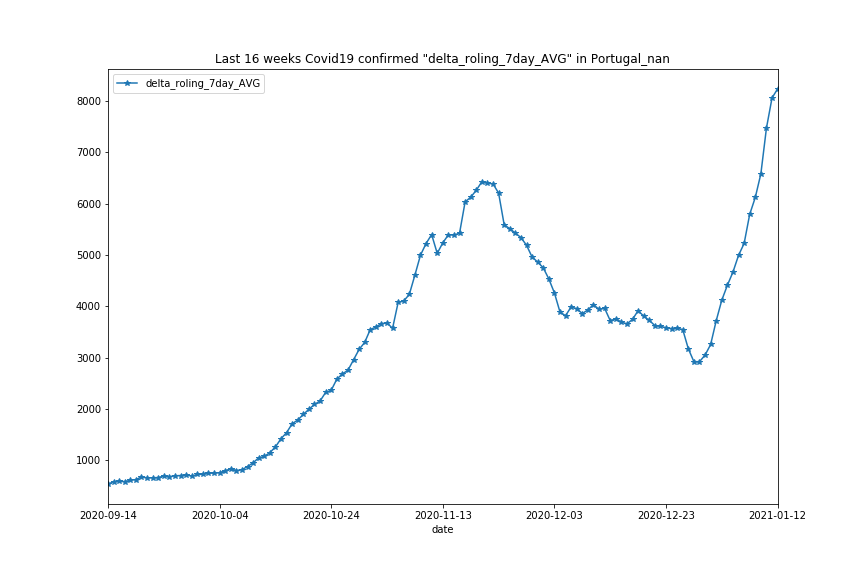 Last 16 weeks Covid19 confirmed "delta_roling_7day_AVG" in Portugal_nan
delta_roling_7day_AVG
8000
7000
6000
5000
4000
3000
2000
1000
2020-09-14 2020-10-04 2020-10-24 2020-11-13 2020-12-03 2020-12-23 2021-01-12
date